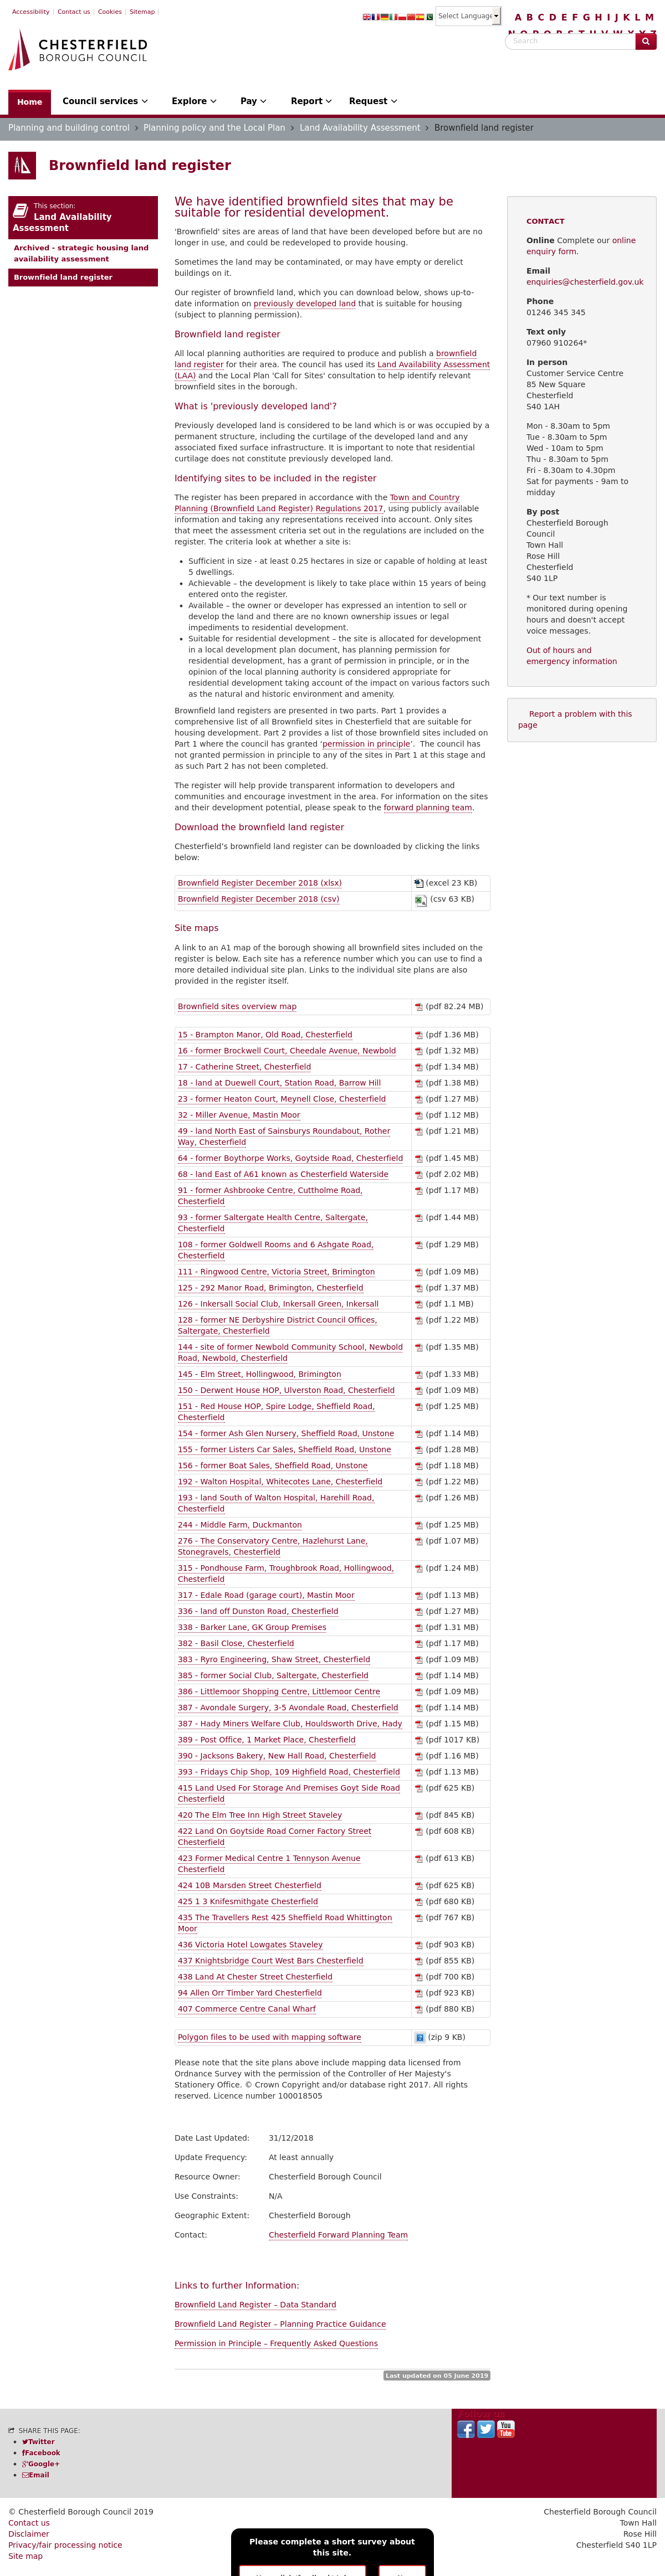 Accessibility
Contact us
Cookies
Sitemap
Select Language
A B C D E F G H I J K L M
Search
CHESTERFIELD
BOROUGH COUNCIL
Home
Council services
Explore
Pay
Report
Request
Planning and building control › Planning policy and the Local Plan › Land Availability Assessment › Brownfield land register
Brownfield land register
This section:
Land Availability
Assessment
Archived - strategic housing land
availability assessment
Brownfield land register
We have identified brownfield sites that may be
suitable for residential development.
'Brownfield' sites are areas of land that have been developed before but which are
no longer in use, and could be redeveloped to provide housing.
Sometimes the land may be contaminated, or may have empty or derelict
buildings on it.
Our register of brownfield land, which you can download below, shows up-to-
date information on previously developed land that is suitable for housing
(subject to planning permission).
Brownfield land register
All local planning authorities are required to produce and publish a brownfield
land register for their area. The council has used its Land Availability Assessment
(LAA) and the Local Plan 'Call for Sites' consultation to help identify relevant
brownfield sites in the borough.
What is 'previously developed land'?
Previously developed land is considered to be land which is or was occupied by a
permanent structure, including the curtilage of the developed land and any
associated fixed surface infrastructure. It is important to note that residential
curtilage does not constitute previously developed land.
Identifying sites to be included in the register
The register has been prepared in accordance with the Town and Country
Planning (Brownfield Land Register) Regulations 2017, using publicly available
information and taking any representations received into account. Only sites
that meet the assessment criteria set out in the regulations are included on the
register. The criteria look at whether a site is:
• Sufficient in size - at least 0.25 hectares in size or capable of holding at least
5 dwellings.
• Achievable – the development is likely to take place within 15 years of being
entered onto the register.
• Available – the owner or developer has expressed an intention to sell or
develop the land and there are no known ownership issues or legal
impediments for residential development.
• Suitable for residential development – the site is allocated for development
in a local development plan document, has planning permission for
residential development, has a grant of permission in principle, or in the
opinion of the local planning authority is considered appropriate for
residential development taking account of the impact on various factors such
as the natural and historic environment and amenity.
Brownfield land registers are presented in two parts. Part 1 provides a
comprehensive list of all Brownfield sites in Chesterfield that are suitable for
housing development. Part 2 provides a list of those brownfield sites included in
Part 1 where the council has granted ‘permission in principle’.  The council has
not granted permission in principle to any of the sites in Part 1 at this stage and
as such Part 2 has not been completed.
The register will help provide transparent information to developers and
communities and encourage investment in the area. For information on the sites
and their development potential, please speak to the forward planning team.
Download the brownfield land register
Chesterfield’s brownfield land register can be downloaded by clicking the links
below:
Brownfield Register December 2018 (xlsx) (excel 23 KB)
Brownfield Register December 2018 (csv) (csv 63 KB)
Site maps
A link to an A1 map of the borough showing all brownfield sites included on the
register is below. Each site has a reference number which you can use to find a
more detailed individual site plan. Links to the individual site plans are also
provided in the register itself.
Brownfield sites overview map (pdf 82.24 MB)
15 - Brampton Manor, Old Road, Chesterfield (pdf 1.36 MB)
16 - former Brockwell Court, Cheedale Avenue, Newbold (pdf 1.32 MB)
17 - Catherine Street, Chesterfield (pdf 1.34 MB)
18 - land at Duewell Court, Station Road, Barrow Hill (pdf 1.38 MB)
23 - former Heaton Court, Meynell Close, Chesterfield (pdf 1.27 MB)
32 - Miller Avenue, Mastin Moor (pdf 1.12 MB)
49 - land North East of Sainsburys Roundabout, Rother (pdf 1.21 MB)
Way, Chesterfield
64 - former Boythorpe Works, Goytside Road, Chesterfield (pdf 1.45 MB)
68 - land East of A61 known as Chesterfield Waterside (pdf 2.02 MB)
91 - former Ashbrooke Centre, Cuttholme Road, (pdf 1.17 MB)
Chesterfield
93 - former Saltergate Health Centre, Saltergate, (pdf 1.44 MB)
Chesterfield
108 - former Goldwell Rooms and 6 Ashgate Road, (pdf 1.29 MB)
Chesterfield
111 - Ringwood Centre, Victoria Street, Brimington (pdf 1.09 MB)
125 - 292 Manor Road, Brimington, Chesterfield (pdf 1.37 MB)
126 - Inkersall Social Club, Inkersall Green, Inkersall (pdf 1.1 MB)
128 - former NE Derbyshire District Council Offices, (pdf 1.22 MB)
Saltergate, Chesterfield
144 - site of former Newbold Community School, Newbold (pdf 1.35 MB)
Road, Newbold, Chesterfield
145 - Elm Street, Hollingwood, Brimington (pdf 1.33 MB)
150 - Derwent House HOP, Ulverston Road, Chesterfield (pdf 1.09 MB)
151 - Red House HOP, Spire Lodge, Sheffield Road, (pdf 1.25 MB)
Chesterfield
154 - former Ash Glen Nursery, Sheffield Road, Unstone (pdf 1.14 MB)
155 - former Listers Car Sales, Sheffield Road, Unstone (pdf 1.28 MB)
156 - former Boat Sales, Sheffield Road, Unstone (pdf 1.18 MB)
192 - Walton Hospital, Whitecotes Lane, Chesterfield (pdf 1.22 MB)
193 - land South of Walton Hospital, Harehill Road, (pdf 1.26 MB)
Chesterfield
244 - Middle Farm, Duckmanton (pdf 1.25 MB)
276 - The Conservatory Centre, Hazlehurst Lane, (pdf 1.07 MB)
Stonegravels, Chesterfield
315 - Pondhouse Farm, Troughbrook Road, Hollingwood, (pdf 1.24 MB)
Chesterfield
317 - Edale Road (garage court), Mastin Moor (pdf 1.13 MB)
336 - land off Dunston Road, Chesterfield (pdf 1.27 MB)
338 - Barker Lane, GK Group Premises (pdf 1.31 MB)
382 - Basil Close, Chesterfield (pdf 1.17 MB)
383 - Ryro Engineering, Shaw Street, Chesterfield (pdf 1.09 MB)
385 - former Social Club, Saltergate, Chesterfield (pdf 1.14 MB)
386 - Littlemoor Shopping Centre, Littlemoor Centre (pdf 1.09 MB)
387 - Avondale Surgery, 3-5 Avondale Road, Chesterfield (pdf 1.14 MB)
387 - Hady Miners Welfare Club, Houldsworth Drive, Hady (pdf 1.15 MB)
389 - Post Office, 1 Market Place, Chesterfield (pdf 1017 KB)
390 - Jacksons Bakery, New Hall Road, Chesterfield (pdf 1.16 MB)
393 - Fridays Chip Shop, 109 Highfield Road, Chesterfield (pdf 1.13 MB)
415 Land Used For Storage And Premises Goyt Side Road (pdf 625 KB)
Chesterfield
420 The Elm Tree Inn High Street Staveley (pdf 845 KB)
422 Land On Goytside Road Corner Factory Street (pdf 608 KB)
Chesterfield
423 Former Medical Centre 1 Tennyson Avenue (pdf 613 KB)
Chesterfield
424 10B Marsden Street Chesterfield (pdf 625 KB)
425 1 3 Knifesmithgate Chesterfield (pdf 680 KB)
435 The Travellers Rest 425 Sheffield Road Whittington (pdf 767 KB)
Moor
436 Victoria Hotel Lowgates Staveley (pdf 903 KB)
437 Knightsbridge Court West Bars Chesterfield (pdf 855 KB)
438 Land At Chester Street Chesterfield (pdf 700 KB)
94 Allen Orr Timber Yard Chesterfield (pdf 923 KB)
407 Commerce Centre Canal Wharf (pdf 880 KB)
Polygon files to be used with mapping software (zip 9 KB)
Please note that the site plans above include mapping data licensed from
Ordnance Survey with the permission of the Controller of Her Majesty's
Stationery Office. © Crown Copyright and/or database right 2017. All rights
reserved. Licence number 100018505
Date Last Updated: 31/12/2018
Update Frequency: At least annually
Resource Owner: Chesterfield Borough Council
Use Constraints: N/A
Geographic Extent: Chesterfield Borough
Contact: Chesterfield Forward Planning Team
Links to further Information:
Brownfield Land Register – Data Standard
Brownfield Land Register – Planning Practice Guidance
Permission in Principle – Frequently Asked Questions
Last updated on 05 June 2019
CONTACT
Online Complete our online
enquiry form.
Email
enquiries@chesterfield.gov.uk
Phone
01246 345 345
Text only
07960 910264*
In person
Customer Service Centre
85 New Square
Chesterfield
S40 1AH
Mon - 8.30am to 5pm
Tue - 8.30am to 5pm
Wed - 10am to 5pm
Thu - 8.30am to 5pm
Fri - 8.30am to 4.30pm
Sat for payments - 9am to
midday
By post
Chesterfield Borough
Council
Town Hall
Rose Hill
Chesterfield
S40 1LP
* Our text number is
monitored during opening
hours and doesn't accept
voice messages.
Out of hours and
emergency information
Report a problem with this
page
SHARE THIS PAGE:
• Twitter
• Facebook
• Google+
• Email
You
Tube
© Chesterfield Borough Council 2019
Contact us
Disclaimer
Privacy/fair processing notice
Site map
Please complete a short survey about
this site.
Chesterfield Borough Council
Town Hall
Rose Hill
Chesterfield S40 1LP